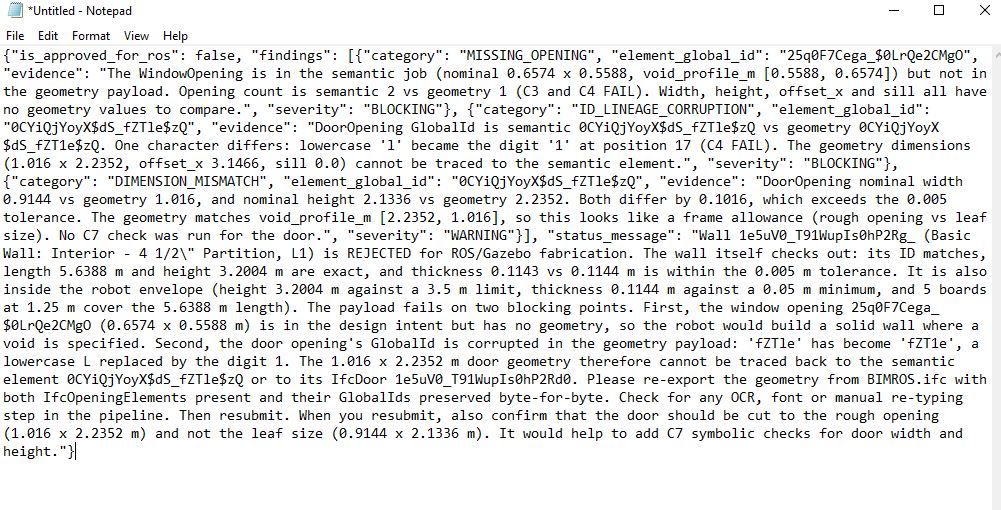 *Untitled - Notepad
File Edit Format View Help
{"is_approved_for_ros": false, "findings": [{"category": "MISSING_OPENING", "element_global_id": "25q0F7Cega_$0LrQe2CMgO",
"evidence": "The WindowOpening is in the semantic job (nominal 0.6574 x 0.5588, void_profile_m [0.5588, 0.6574]) but not in
the geometry payload. Opening count is semantic 2 vs geometry 1 (C3 and C4 FAIL). Width, height, offset_x and sill all have
no geometry values to compare.", "severity": "BLOCKING"}, {"category": "ID_LINEAGE_CORRUPTION", "element_global_id":
"0CYiQjYoyX$dS_fZTle$zQ", "evidence": "DoorOpening GlobalId is semantic 0CYiQjYoyX$dS_fZTle$zQ vs geometry 0CYiQjYoyX
$dS_fZT1e$zQ. One character differs: lowercase 'l' became the digit '1' at position 17 (C4 FAIL). The geometry dimensions
(1.016 x 2.2352, offset_x 3.1466, sill 0.0) cannot be traced to the semantic element.", "severity": "BLOCKING"},
{"category": "DIMENSION_MISMATCH", "element_global_id": "0CYiQjYoyX$dS_fZTle$zQ", "evidence": "DoorOpening nominal width
0.9144 vs geometry 1.016, and nominal height 2.1336 vs geometry 2.2352. Both differ by 0.1016, which exceeds the 0.005
tolerance. The geometry matches void_profile_m [2.2352, 1.016], so this looks like a frame allowance (rough opening vs leaf
size). No C7 check was run for the door.", "severity": "WARNING"}], "status_message": "Wall 1e5uV0_T91WupIs0hP2Rg_ (Basic
Wall: Interior - 4 1/2\" Partition, L1) is REJECTED for ROS/Gazebo fabrication. The wall itself checks out: its ID matches,
length 5.6388 m and height 3.2004 m are exact, and thickness 0.1143 vs 0.1144 m is within the 0.005 m tolerance. It is also
inside the robot envelope (height 3.2004 m against a 3.5 m limit, thickness 0.1144 m against a 0.05 m minimum, and 5 boards
at 1.25 m cover the 5.6388 m length). The payload fails on two blocking points. First, the window opening 25q0F7Cega_
$0LrQe2CMgO (0.6574 x 0.5588 m) is in the design intent but has no geometry, so the robot would build a solid wall where a
void is specified. Second, the door opening's GlobalId is corrupted in the geometry payload: 'fZTle' has become 'fZT1e', a
lowercase L replaced by the digit 1. The 1.016 x 2.2352 m door geometry therefore cannot be traced back to the semantic
element 0CYiQjYoyX$dS_fZTle$zQ or to its IfcDoor 1e5uV0_T91WupIs0hP2Rd0. Please re-export the geometry from BIMROS.ifc with
both IfcOpeningElements present and their GlobalIds preserved byte-for-byte. Check for any OCR, font or manual re-typing
step in the pipeline. Then resubmit. When you resubmit, also confirm that the door should be cut to the rough opening
(1.016 x 2.2352 m) and not the leaf size (0.9144 x 2.1336 m). It would help to add C7 symbolic checks for door width and
height."}